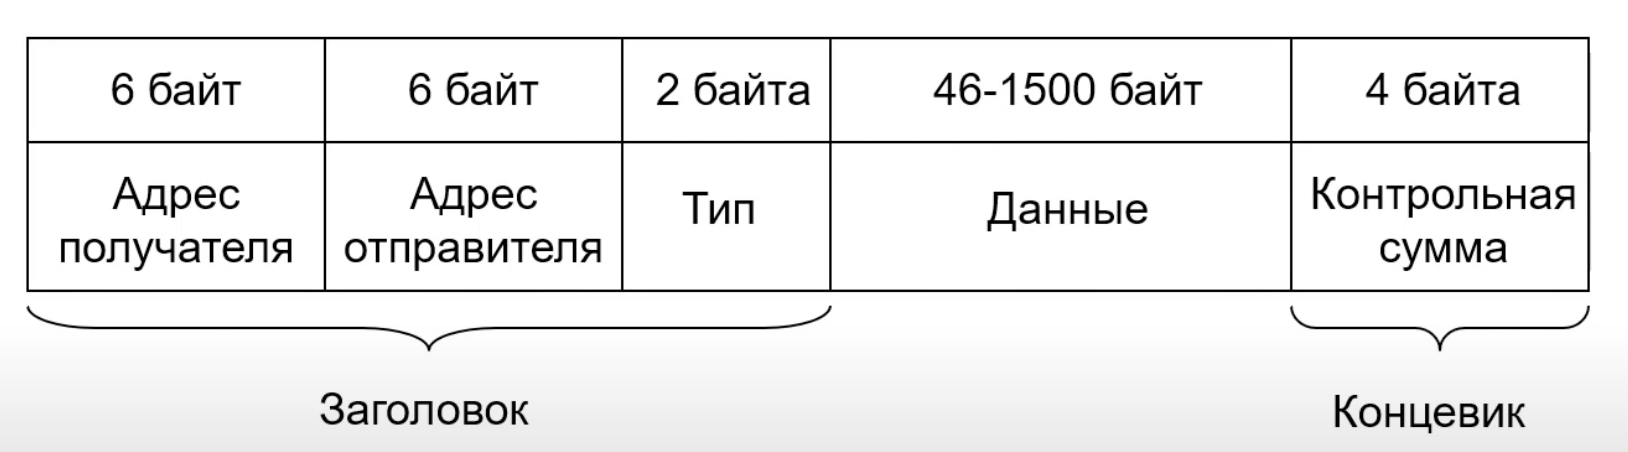 6 байт
6 байт
2 байта
46-1500 байт
4 байта
Адрес
получателя
Адрес
отправителя
Тип
Данные
Контрольная
сумма
Заголовок
Концевик